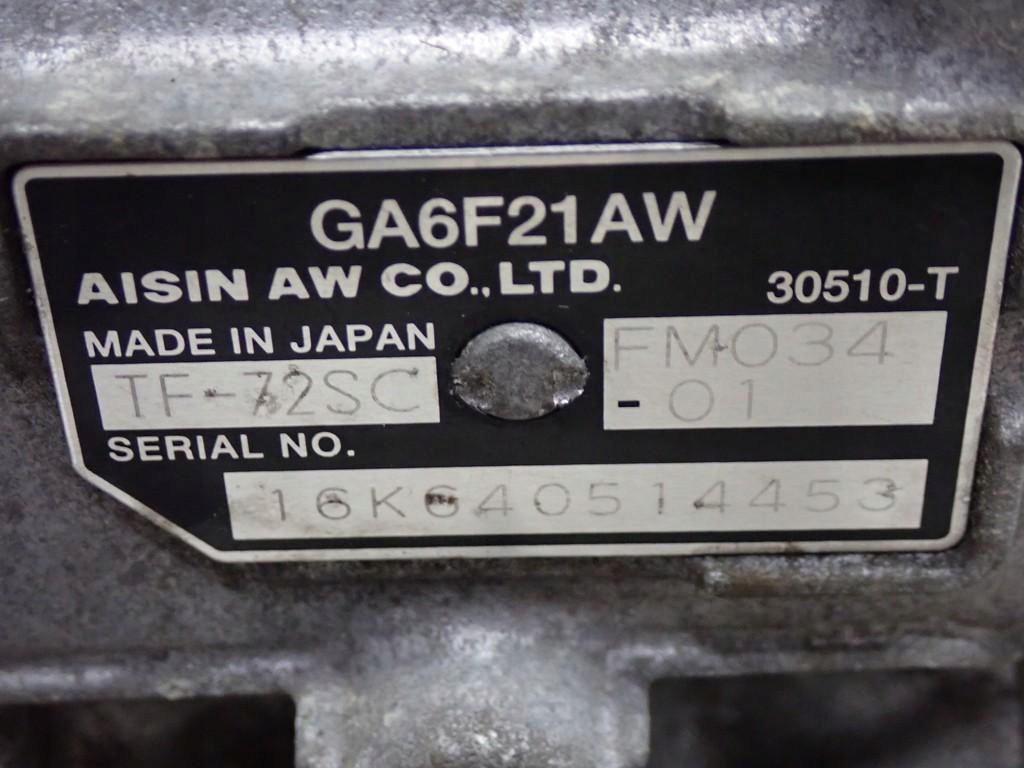 GA6F21AW
AISIN AW CO., LTD.
30510-T
MADE IN JAPAN
FM034
TF-72SC
-01
SERIAL NO.
16K640514453